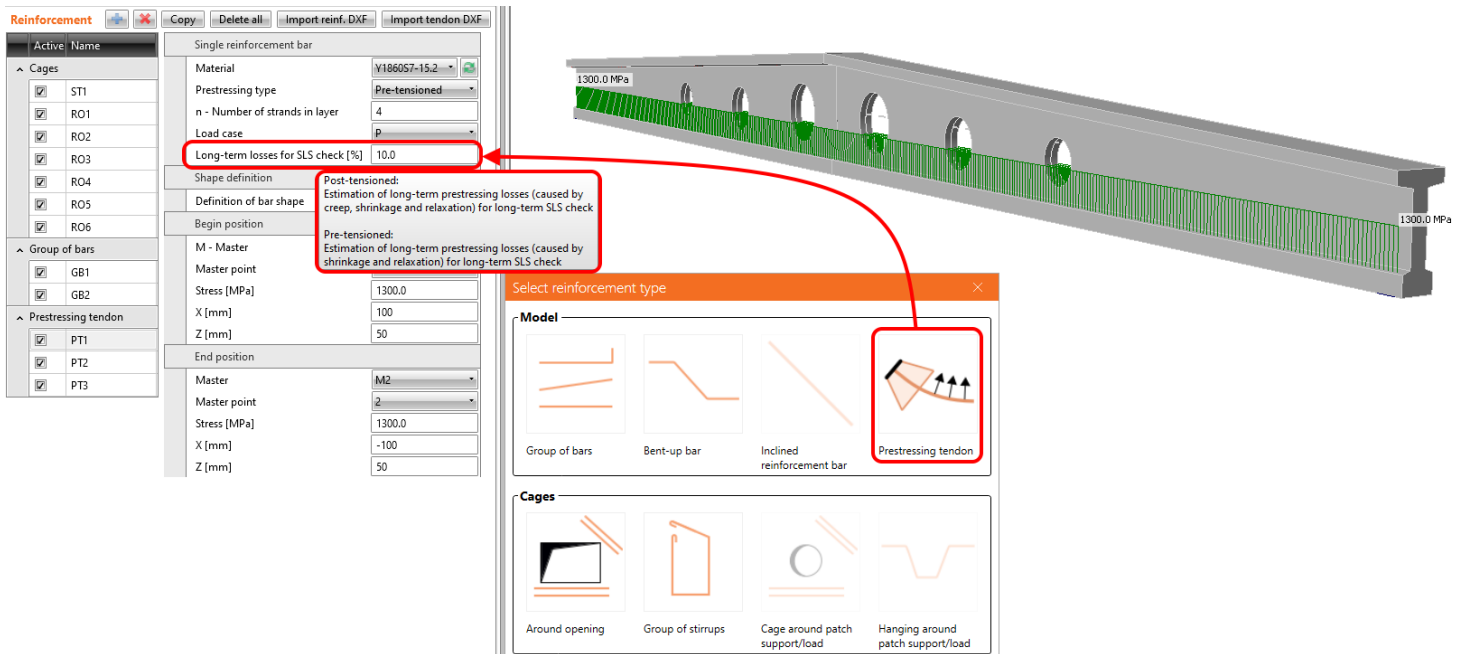 Reinforcement Copy Delete all Import reinf. DXF Import tendon DXF
Active Name
Cages
ST1
RO1
RO2
RO3
RO4
RO5
RO6
Group of bars
GB1
GB2
Prestressing tendon
PT1
PT2
PT3
Single reinforcement bar
Material Y1860S7-15.2
Prestressing type Pre-tensioned
n - Number of strands in layer 4
Load case P
Long-term losses for SLS check [%] 10.0
Shape definition
Definition of bar shape
Begin position
M - Master
Master point
Stress [MPa] 1300.0
X [mm] 100
Z [mm] 50
End position
Master M2
Master point 2
Stress [MPa] 1300.0
X [mm] -100
Z [mm] 50
Post-tensioned:
Estimation of long-term prestressing losses (caused by
creep, shrinkage and relaxation) for long-term SLS check
Pre-tensioned:
Estimation of long-term prestressing losses (caused by
shrinkage and relaxation) for long-term SLS check
1300.0 MPa
1300.0 MPa
Select reinforcement type
Model
Group of bars
Bent-up bar
Inclined
reinforcement bar
Prestressing tendon
Cages
Around opening
Group of stirrups
Cage around patch
support/load
Hanging around
patch support/load